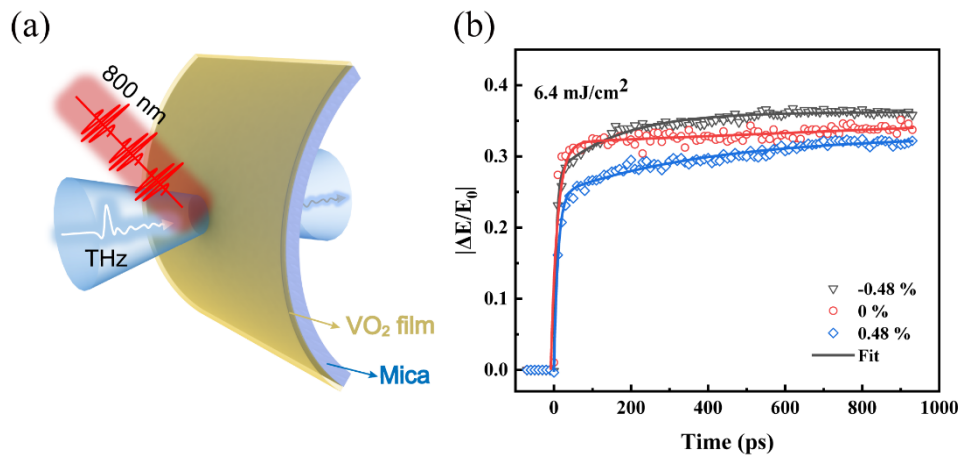 (a)
800 nm
THz
VO₂ film
Mica
(b)
6.4 mJ/cm²
|ΔE/E₀|
0.4
0.3
0.2
0.1
0.0
-0.48 %
0 %
0.48 %
Fit
0 200 400 600 800 1000
Time (ps)